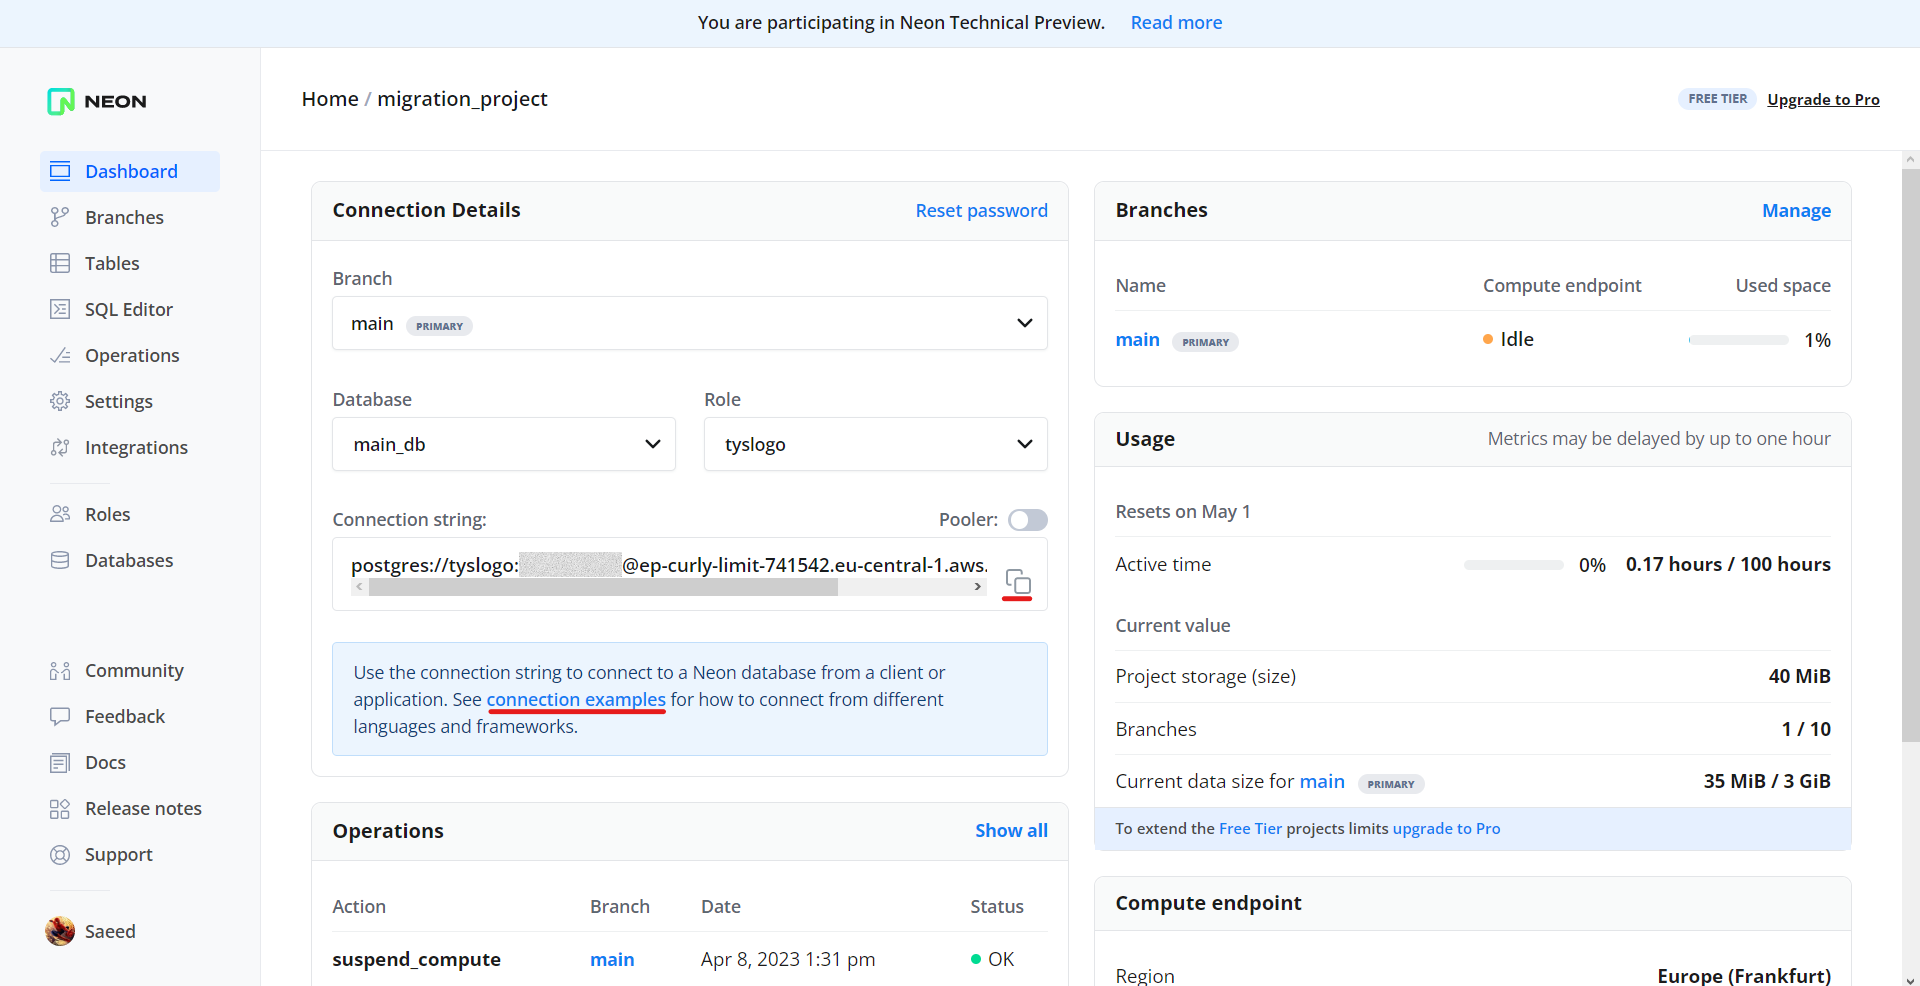 You are participating in Neon Technical Preview. Read more
NEON
Home / migration_project
FREE TIER Upgrade to Pro
Dashboard
Branches
Tables
SQL Editor
Operations
Settings
Integrations
Roles
Databases
Community
Feedback
Docs
Release notes
Support
Saeed
Connection Details Reset password
Branch
main PRIMARY
Database Role
main_db tyslogo
Connection string: Pooler:
postgres://tyslogo: @ep-curly-limit-741542.eu-central-1.aws.
Use the connection string to connect to a Neon database from a client or
application. See connection examples for how to connect from different
languages and frameworks.
Operations Show all
Action Branch Date Status
suspend_compute main Apr 8, 2023 1:31 pm OK
Branches Manage
Name Compute endpoint Used space
main PRIMARY Idle 1%
Usage Metrics may be delayed by up to one hour
Resets on May 1
Active time 0% 0.17 hours / 100 hours
Current value
Project storage (size) 40 MiB
Branches 1 / 10
Current data size for main PRIMARY 35 MiB / 3 GiB
To extend the Free Tier projects limits upgrade to Pro
Compute endpoint
Region Europe (Frankfurt)